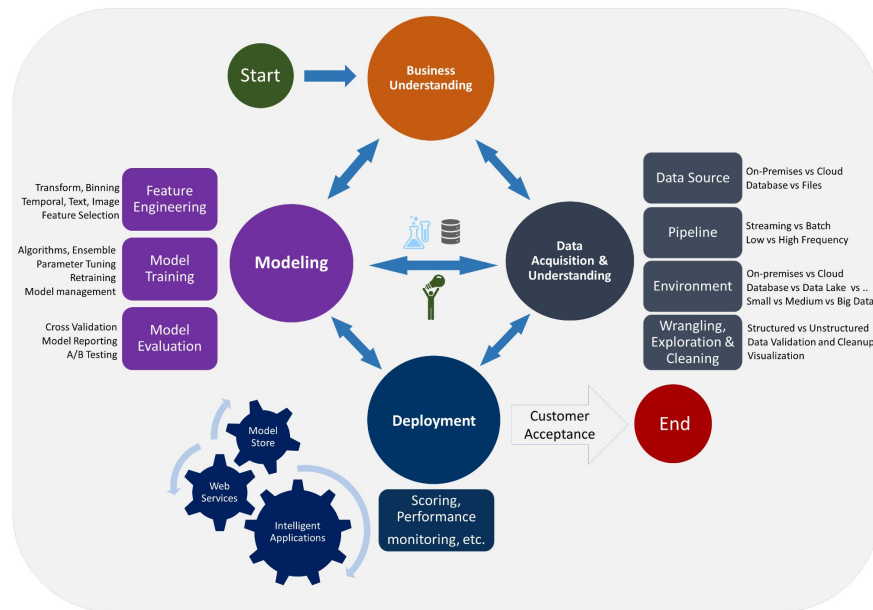 Start
Business
Understanding
Transform, Binning
Temporal, Text, Image
Feature Selection
Feature
Engineering
Algorithms, Ensemble
Parameter Tuning
Retraining
Model management
Model
Training
Cross Validation
Model Reporting
A/B Testing
Model
Evaluation
Modeling
Data
Acquisition &
Understanding
Data Source
On-Premises vs Cloud
Database vs Files
Pipeline
Streaming vs Batch
Low vs High Frequency
Environment
On-premises vs Cloud
Database vs Data Lake vs ..
Small vs Medium vs Big Data
Wrangling,
Exploration &
Cleaning
Structured vs Unstructured
Data Validation and Cleanup
Visualization
Deployment
Customer
Acceptance
End
Model
Store
Web
Services
Intelligent
Applications
Scoring,
Performance
monitoring, etc.